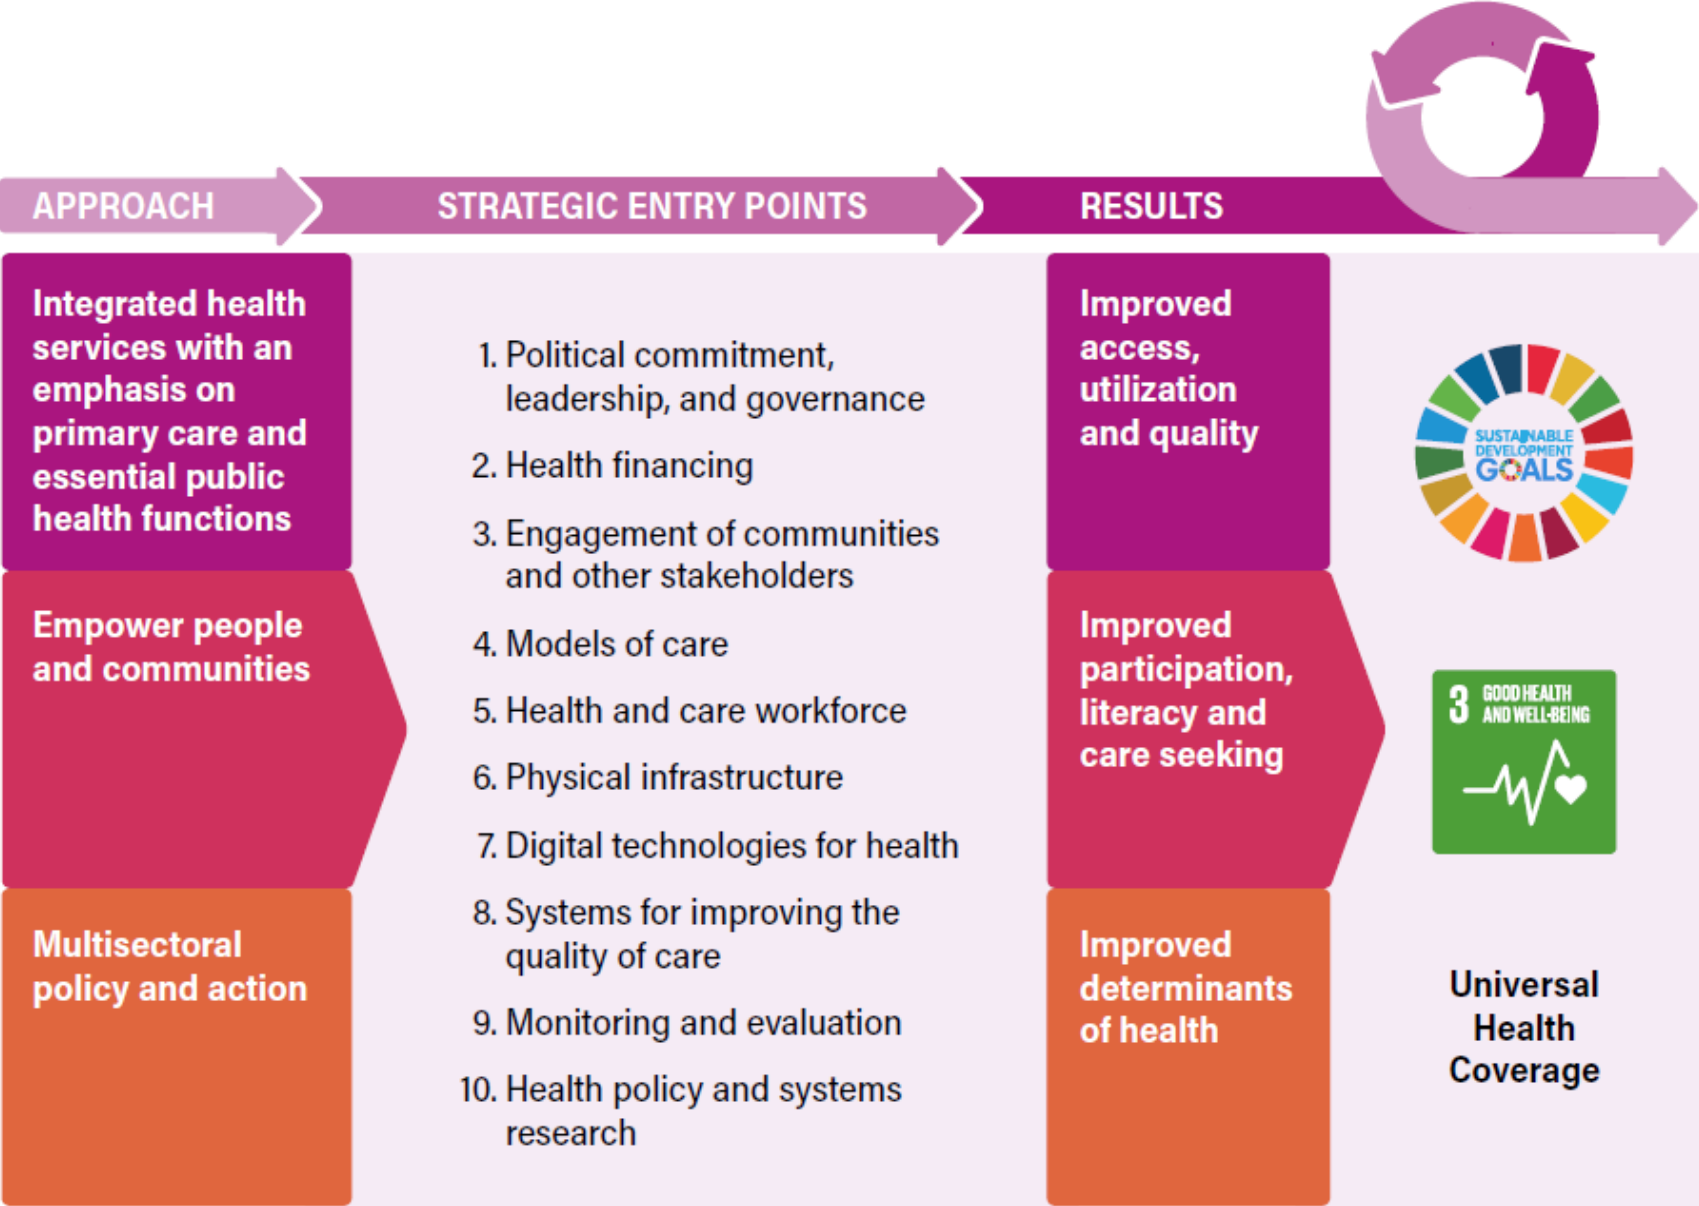 APPROACH
STRATEGIC ENTRY POINTS
RESULTS
Integrated health
services with an
emphasis on
primary care and
essential public
health functions
Empower people
and communities
Multisectoral
policy and action
1. Political commitment,
leadership, and governance
2. Health financing
3. Engagement of communities
and other stakeholders
4. Models of care
5. Health and care workforce
6. Physical infrastructure
7. Digital technologies for health
8. Systems for improving the
quality of care
9. Monitoring and evaluation
10. Health policy and systems
research
Improved
access,
utilization
and quality
Improved
participation,
literacy and
care seeking
Improved
determinants
of health
SUSTAINABLE
DEVELOPMENT
GOALS
3 GOOD HEALTH
AND WELL-BEING
Universal
Health
Coverage